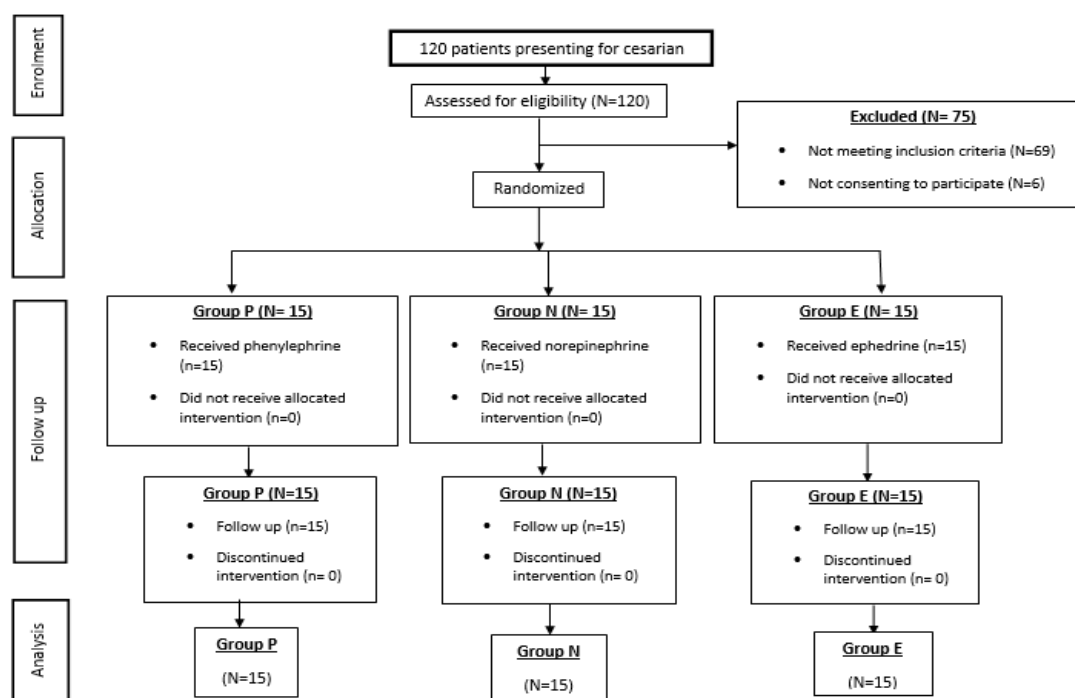 Enrolment
120 patients presenting for cesarian
Assessed for eligibility (N=120)
Excluded (N= 75)
• Not meeting inclusion criteria (N=69)
• Not consenting to participate (N=6)
Allocation
Randomized
Follow up
Group P (N= 15)
• Received phenylephrine
(n=15)
• Did not receive allocated
intervention (n=0)
Group N (N= 15)
• Received norepinephrine
(n=15)
• Did not receive allocated
intervention (n=0)
Group E (N= 15)
• Received ephedrine (n=15)
• Did not receive allocated
intervention (n=0)
Group P (N=15)
• Follow up (n=15)
• Discontinued
intervention (n= 0)
Group N (N=15)
• Follow up (n=15)
• Discontinued
intervention (n= 0)
Group E (N=15)
• Follow up (n=15)
• Discontinued
intervention (n= 0)
Analysis
Group P
(N=15)
Group N
(N=15)
Group E
(N=15)